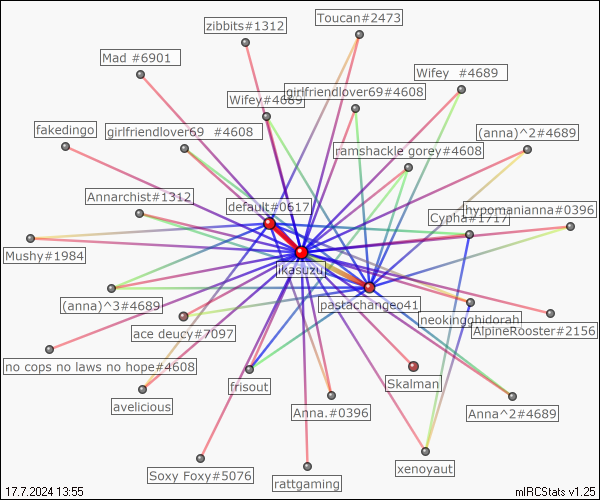 Toucan#2473
zibbits#1312
Mad #6901
Wifey  #4689
girlfriendlover69#4608
Wifey#4689
fakedingo
girlfriendlover69  #4608
(anna)^2#4689
ramshackle gorey#4608
Annarchist#1312
default#0617
hypomanianna#0396
Cypha#1717
Mushy#1984
ikasuzu
(anna)^3#4689
pastachangeo41
neokingghidorah
ace deucy#7097
AlpineRooster#2156
no cops no laws no hope#4608
frisout
Skalman
avelicious
Anna.#0396
Anna^2#4689
Soxy Foxy#5076
xenoyaut
rattgaming
17.7.2024 13:55
mIRCStats v1.25